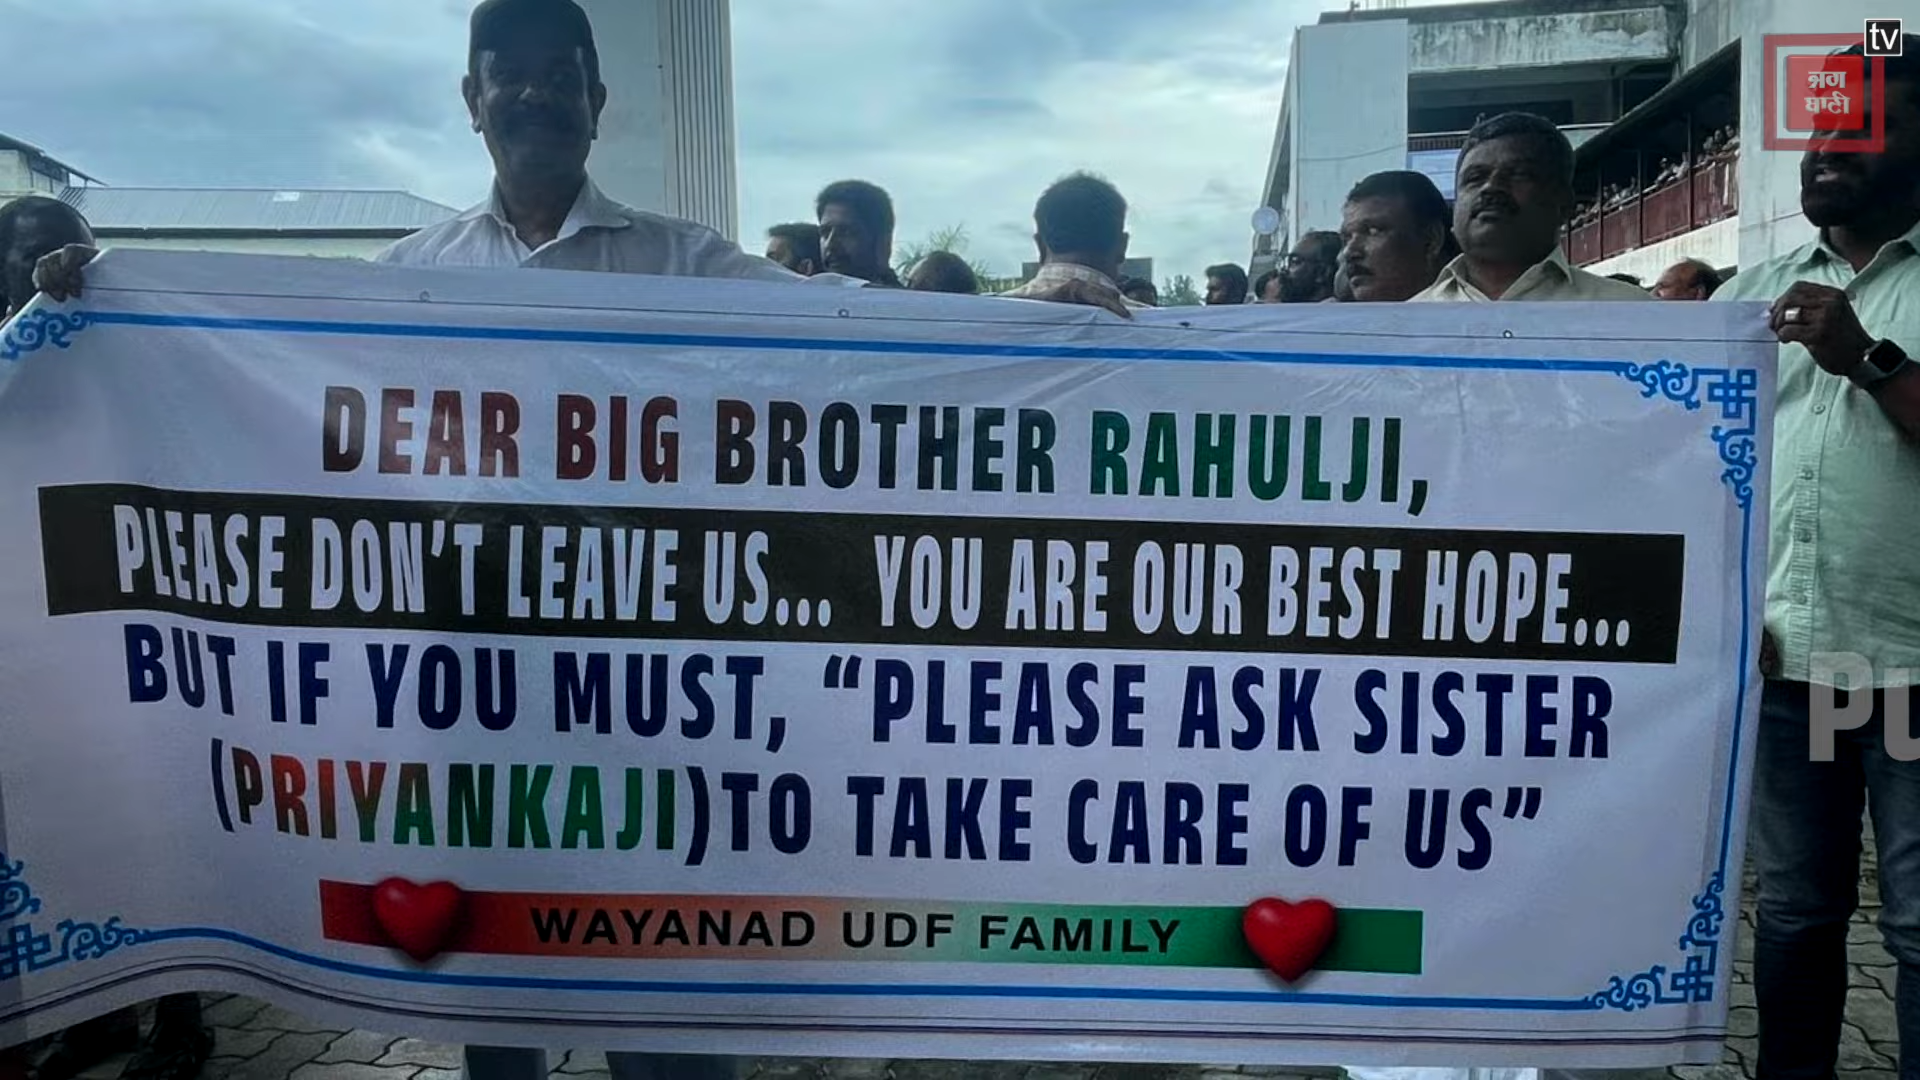 tv
जग
बाणी
DEAR BIG BROTHER RAHULJI,
PLEASE DON'T LEAVE US... YOU ARE OUR BEST HOPE...
BUT IF YOU MUST, “PLEASE ASK SISTER
(PRIYANKAJI)TO TAKE CARE OF US”
WAYANAD UDF FAMILY